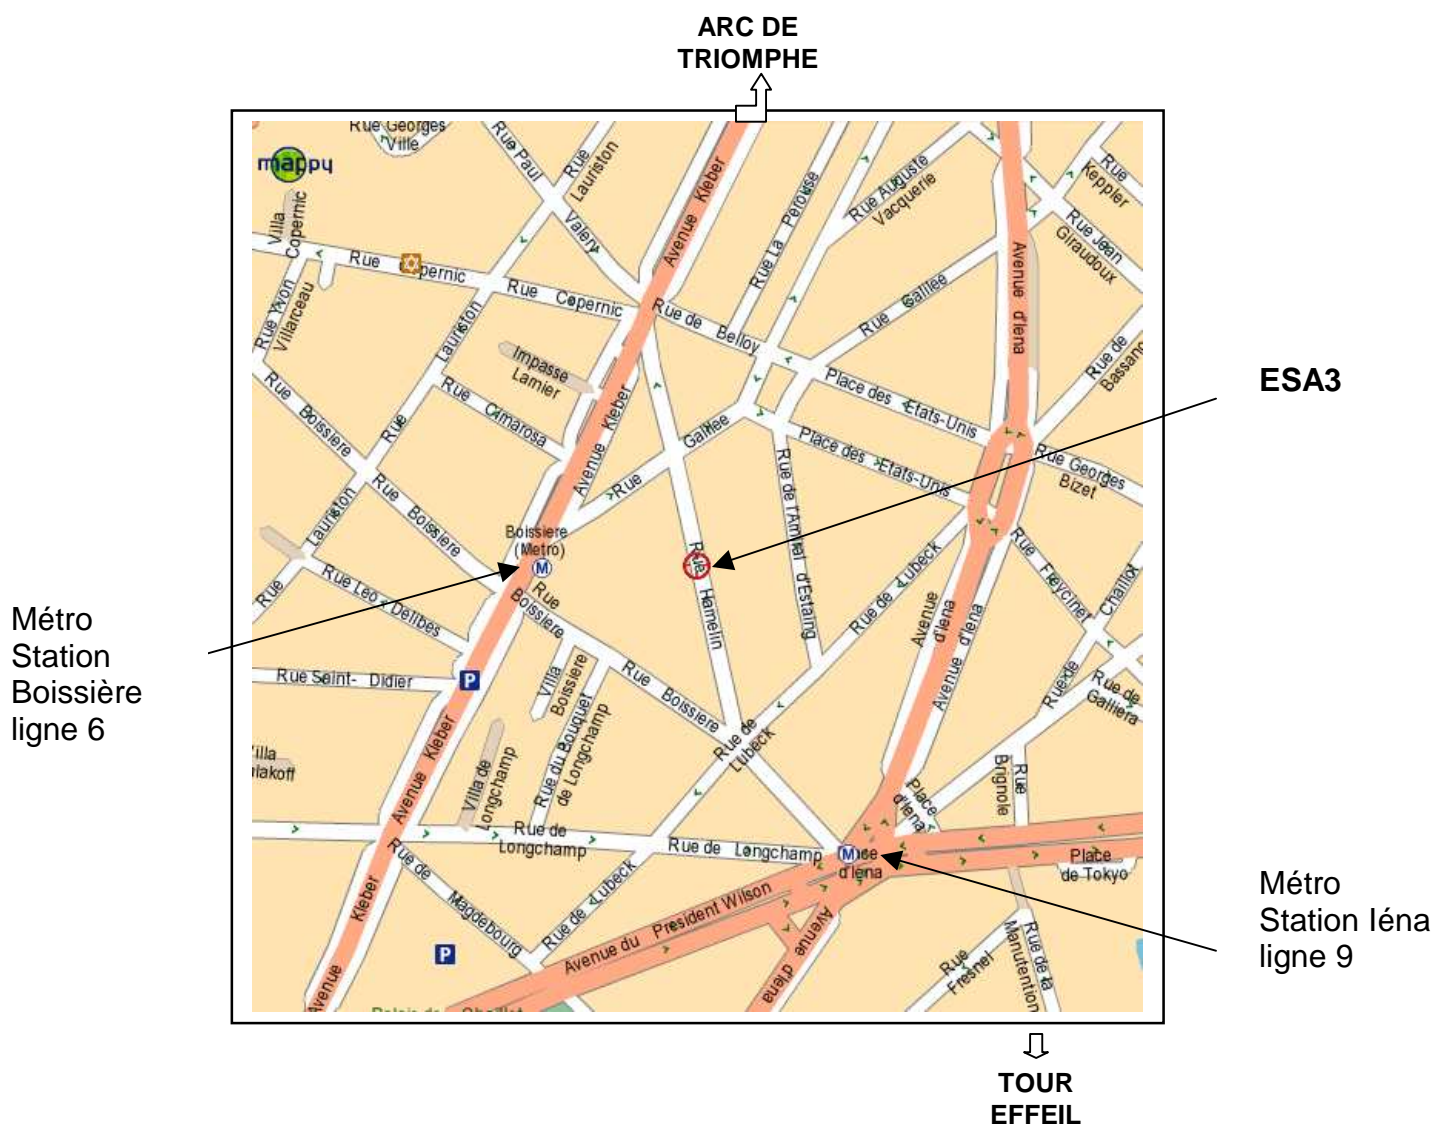 ARC DE
TRIOMPHE
mappy
Rue Georges
Ville
Rue Paul
Valery
Rue
Lauriston
Avenue Kleber
Rue La Perouse
Rue Auguste
Vacquerie
Rue
Keppler
Rue Jean
Giraudoux
Villa
Copernic
Rue
pernic
Rue Copernic
Rue Yvon
Villarceau
Lauriston
Rue de Belloy
Rue Galilee
Avenue d'Iena
Rue de
Bassano
Impasse
Lamier
Rue Cimarosa
Rue Boissiere
Rue
Avenue Kleber
Place des Etats-Unis
ESA3
Rue Galilee
Place des Etats-Unis
Rue Georges
Bizet
Rue Boissiere
Lauriston
Rue
Rue de l'Amiral d'Estaing
Boissiere
(Metro)
M
Rue
Boissiere
Rue Hamelin
Rue de Lubeck
Rue Freycinet
Rue de Chaillot
Rue Leo Delibes
Avenue
d'Iena
Avenue d'Iena
Métro
Station
Boissière
ligne 6
Rue Saint- Didier
P
Villa
Boissiere
Rue Boissiere
Rue de
Galliera
Avenue Kleber
Rue du Bouquet
de Longchamp
Rue de
Lubeck
Villa de
Longchamp
Villa
lakoff
Place
d'Iena
Rue
Brignole
Rue de
Longchamp
Rue de Longchamp
M
d'Iena
Place
de Tokyo
Métro
Station Iéna
ligne 9
Rue de
Magdebourg
Rue de Lubeck
Avenue du President Wilson
Avenue d'Iena
Avenue Kleber
P
Rue
Fresnel
Rue de la
Manutention
Palais de Chaillot
TOUR
EFFEIL